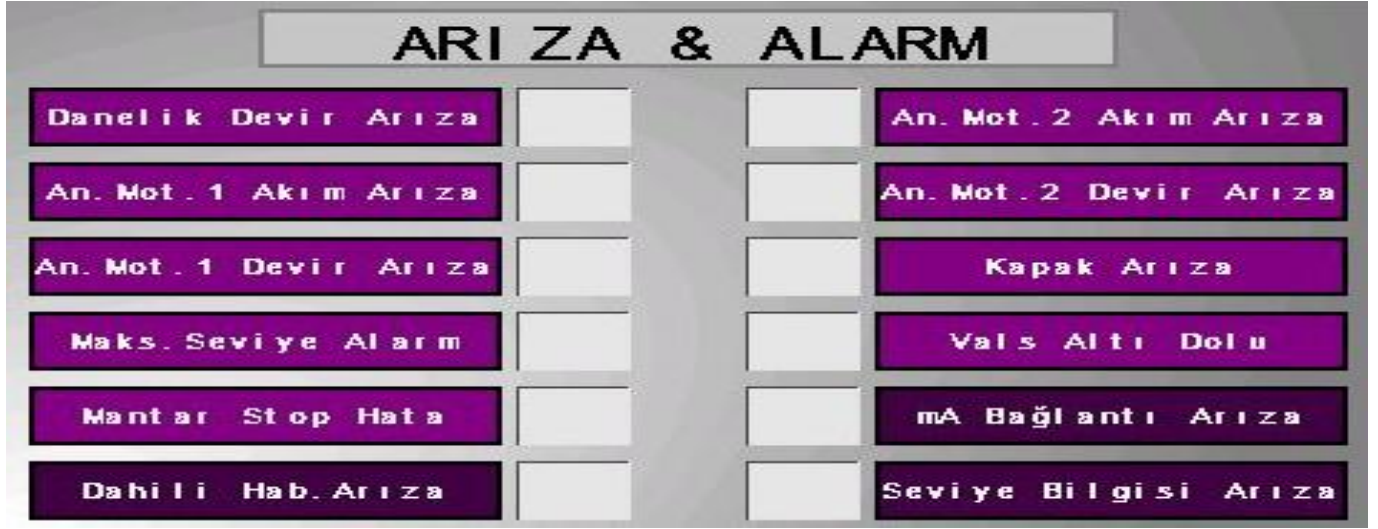 ARIZA & ALARM
Danelik Devir Arıza
An.Mot.1 Akım Arıza
An.Mot.1 Devir Arıza
Maks.Seviye Alarm
Mantar Stop Hata
Dahili Hab.Arıza
An.Mot.2 Akım Arıza
An.Mot.2 Devir Arıza
Kapak Arıza
Vals Altı Dolu
mA Bağlantı Arıza
Seviye Bilgisi Arıza